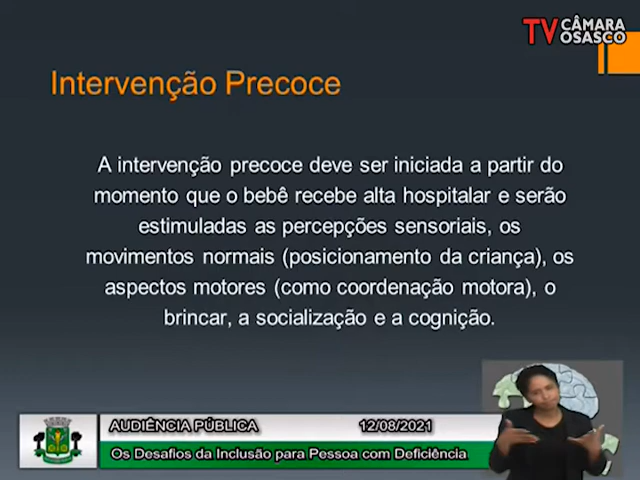 TV CÂMARA
OSASCO
Intervenção Precoce
A intervenção precoce deve ser iniciada a partir do
momento que o bebê recebe alta hospitalar e serão
estimuladas as percepções sensoriais, os
movimentos normais (posicionamento da criança), os
aspectos motores (como coordenação motora), o
brincar, a socialização e a cognição.
AUDIÊNCIA PÚBLICA 12/08/2021
Os Desafios da Inclusão para Pessoa com Deficiência